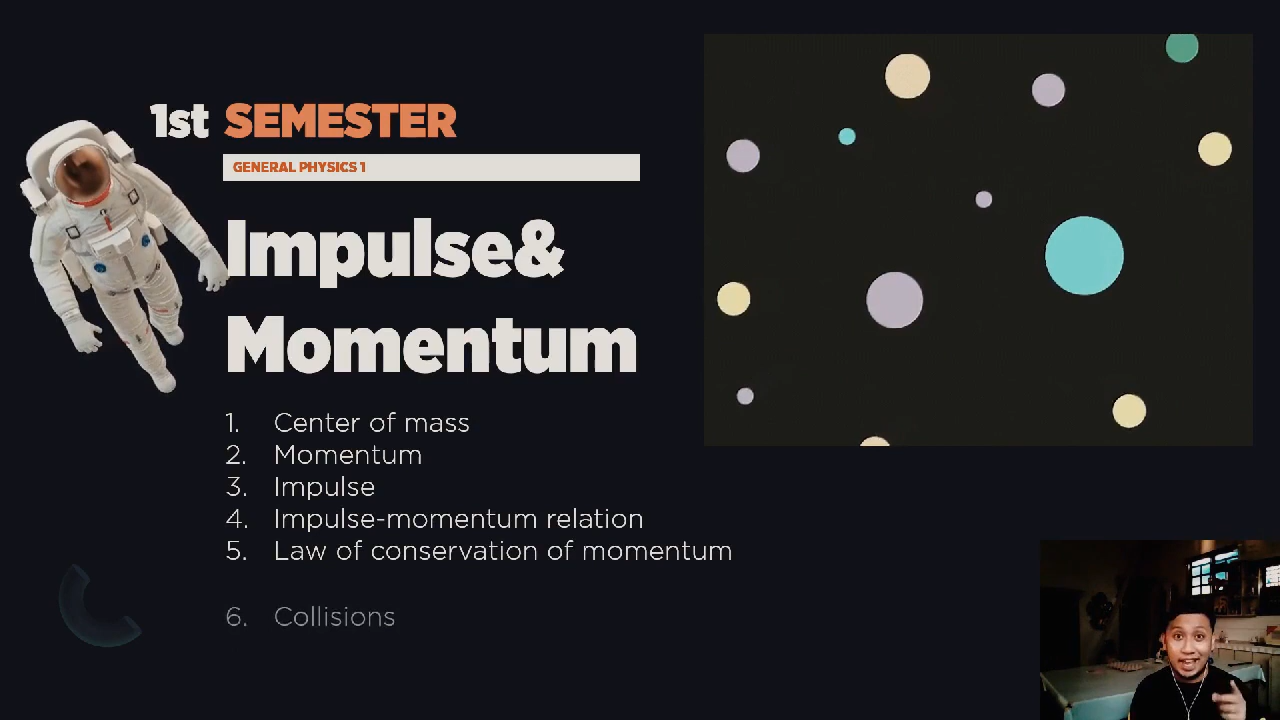 1st SEMESTER
GENERAL PHYSICS 1
Impulse&
Momentum
1. Center of mass
2. Momentum
3. Impulse
4. Impulse-momentum relation
5. Law of conservation of momentum
6. Collisions